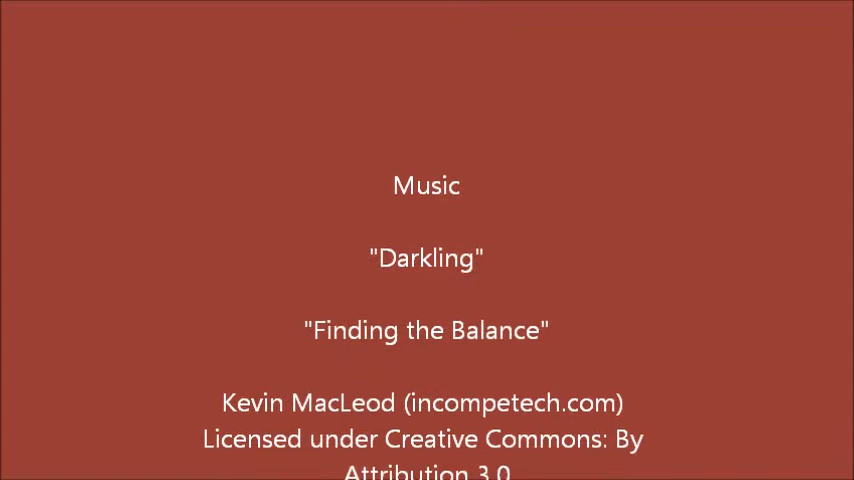 Music
"Darkling"
"Finding the Balance"
Kevin MacLeod (incompetech.com)
Licensed under Creative Commons: By
Attribution 3.0